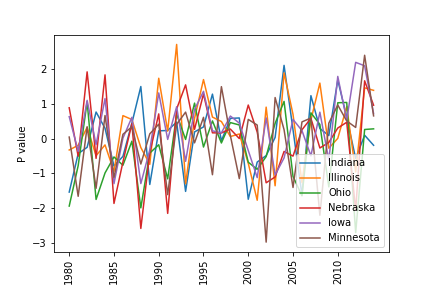 2
1
0
−1
−2
−3
P value
1980
1985
1990
1995
2000
2005
2010
Indiana
Illinois
Ohio
Nebraska
Iowa
Minnesota